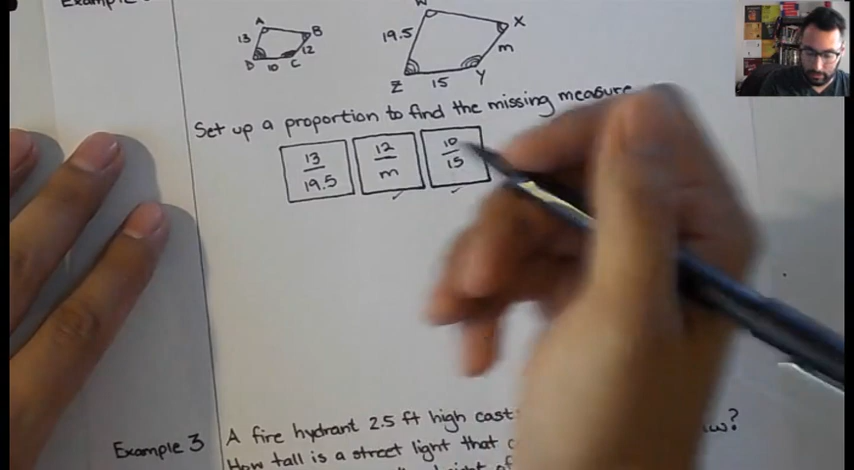 Example
A
13
B
12
D
10
C
W
19.5
X
m
Z
15
Y
Set up a proportion to find the missing measure
13/19.5
12/m
10/15
Example 3
A fire hydrant 2.5 ft high cast
How tall is a street light that